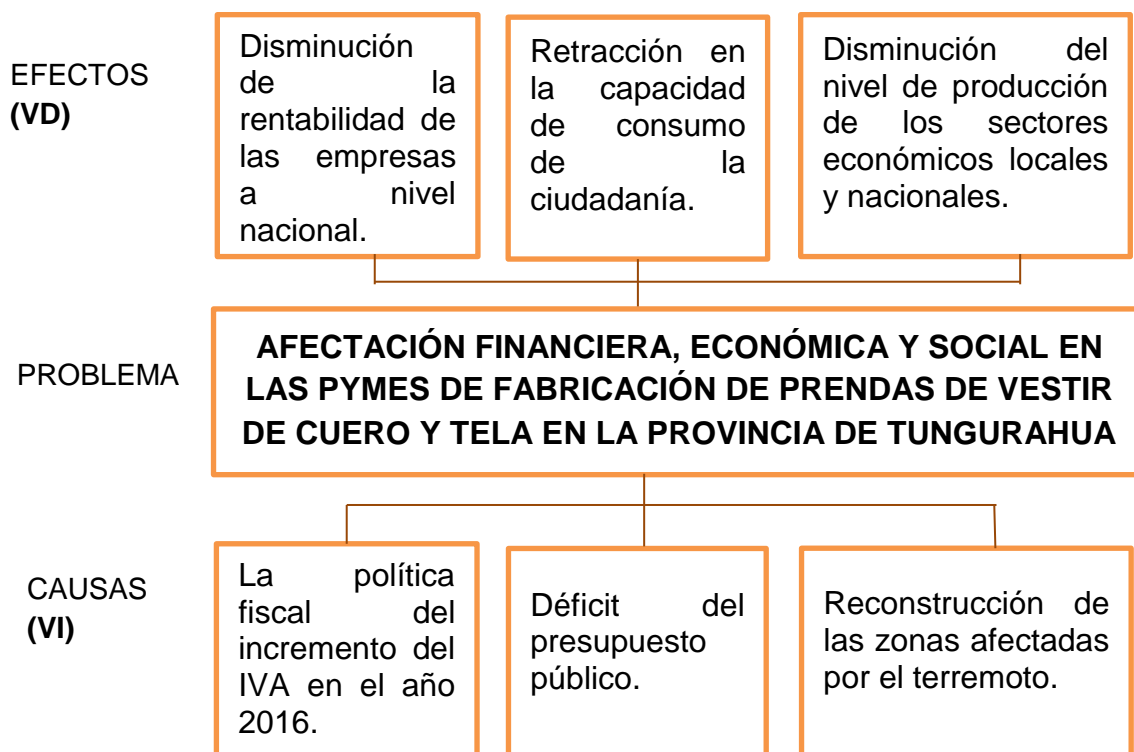 EFECTOS
(VD)
Disminución
de la
rentabilidad de
las empresas
a nivel
nacional.
Retracción en
la capacidad
de consumo
de la
ciudadanía.
Disminución del
nivel de producción
de los sectores
económicos locales
y nacionales.
PROBLEMA
AFECTACIÓN FINANCIERA, ECONÓMICA Y SOCIAL EN
LAS PYMES DE FABRICACIÓN DE PRENDAS DE VESTIR
DE CUERO Y TELA EN LA PROVINCIA DE TUNGURAHUA
CAUSAS
(VI)
La política
fiscal del
incremento del
IVA en el año
2016.
Déficit del
presupuesto
público.
Reconstrucción de
las zonas afectadas
por el terremoto.